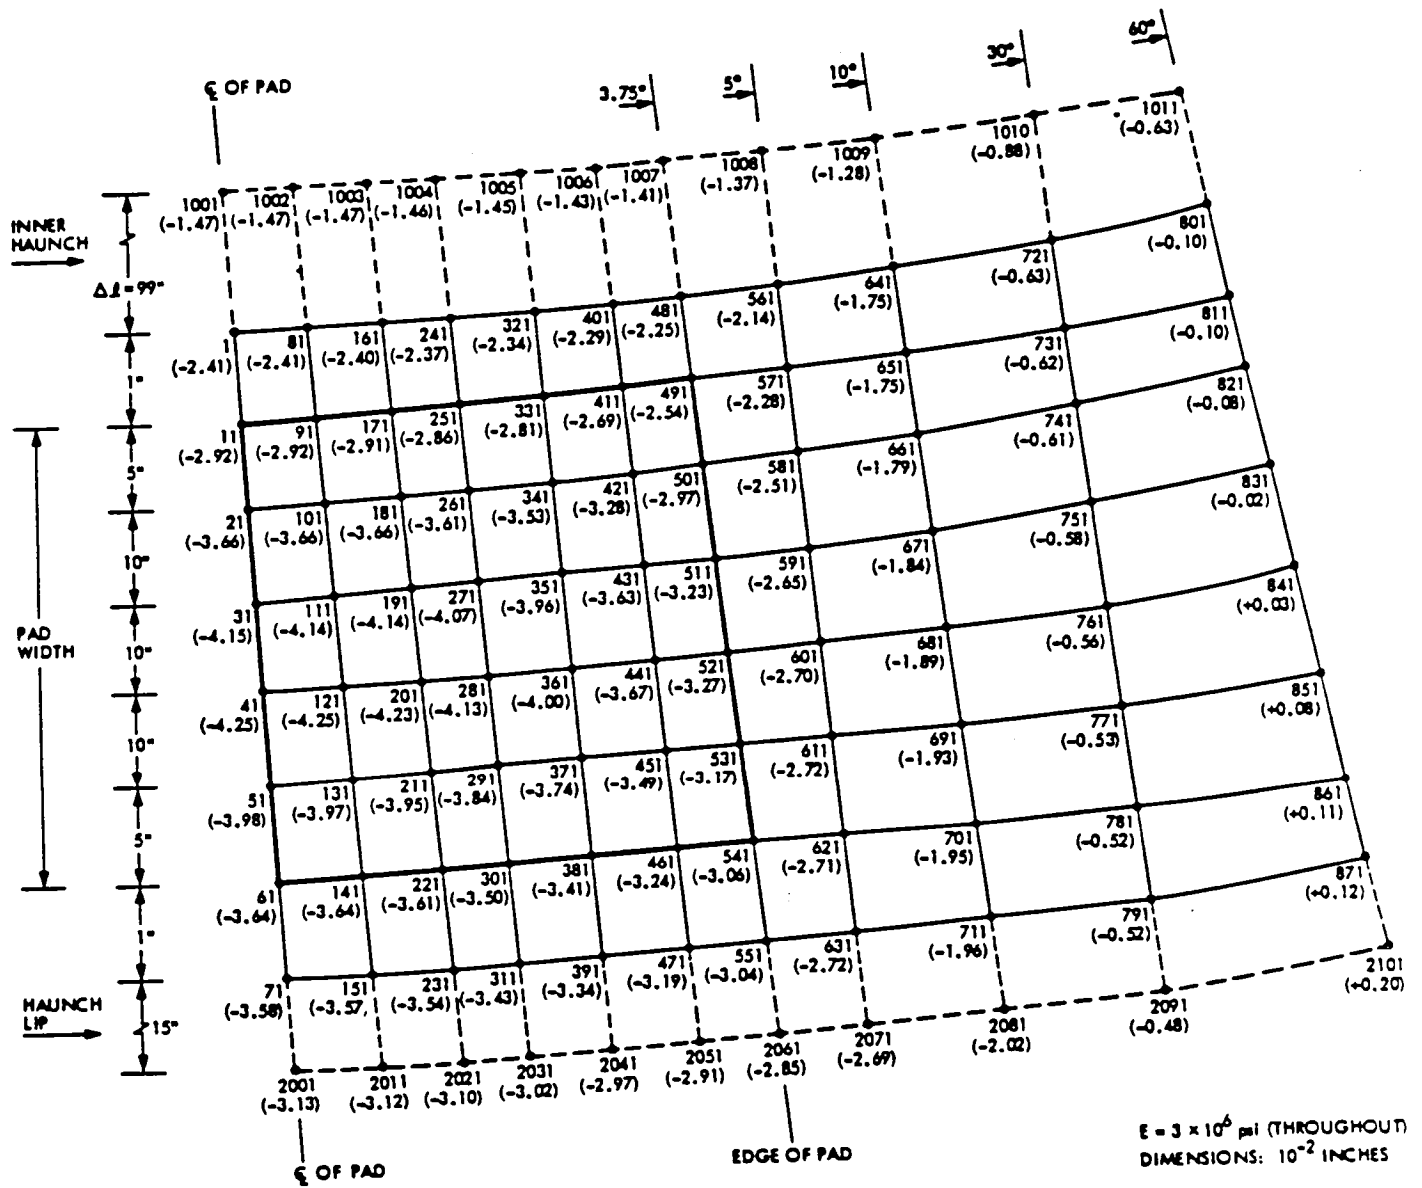 ℄ OF PAD
3.75°
5°
10°
30°
60°
1001 1002 1003 1004 1005 1006 1007 1008 1009 1010 1011
(-1.47) (-1.47) (-1.47) (-1.46) (-1.45) (-1.43) (-1.41) (-1.37) (-1.28) (-0.88) (-0.63)
INNER
HAUNCH
Δℓ = 99"
1 81 161 241 321 401 481 561 641 721 801
(-2.41) (-2.41) (-2.40) (-2.37) (-2.34) (-2.29) (-2.25) (-2.14) (-1.75) (-0.63) (-0.10)
1"
11 91 171 251 331 411 491 571 651 731 811
(-2.92) (-2.92) (-2.91) (-2.86) (-2.81) (-2.69) (-2.54) (-2.28) (-1.75) (-0.62) (-0.10)
5"
21 101 181 261 341 421 501 581 661 741 821
(-3.66) (-3.66) (-3.66) (-3.61) (-3.53) (-3.28) (-2.97) (-2.51) (-1.79) (-0.61) (-0.08)
10"
31 111 191 271 351 431 511 591 671 751 831
(-4.15) (-4.14) (-4.14) (-4.07) (-3.96) (-3.63) (-3.23) (-2.65) (-1.84) (-0.58) (-0.02)
PAD
WIDTH
10"
41 121 201 281 361 441 521 601 681 761 841
(-4.25) (-4.25) (-4.23) (-4.13) (-4.00) (-3.67) (-3.27) (-2.70) (-1.89) (-0.56) (+0.03)
10"
51 131 211 291 371 451 531 611 691 771 851
(-3.98) (-3.97) (-3.95) (-3.84) (-3.74) (-3.49) (-3.17) (-2.72) (-1.93) (-0.53) (+0.08)
5"
61 141 221 301 381 461 541 621 701 781 861
(-3.64) (-3.64) (-3.61) (-3.50) (-3.41) (-3.24) (-3.06) (-2.71) (-1.95) (-0.52) (+0.11)
1"
71 151 231 311 391 471 551 631 711 791 871
(-3.58) (-3.57, (-3.54) (-3.43) (-3.34) (-3.19) (-3.04) (-2.72) (-1.96) (-0.52) (+0.12)
HAUNCH
LIP
15"
2001 2011 2021 2031 2041 2051 2061 2071 2081 2091 2101
(-3.13) (-3.12) (-3.10) (-3.02) (-2.97) (-2.91) (-2.85) (-2.69) (-2.02) (-0.48) (+0.20)
℄ OF PAD
EDGE OF PAD
E = 3 × 10⁶ psi (THROUGHOUT)
DIMENSIONS: 10⁻² INCHES